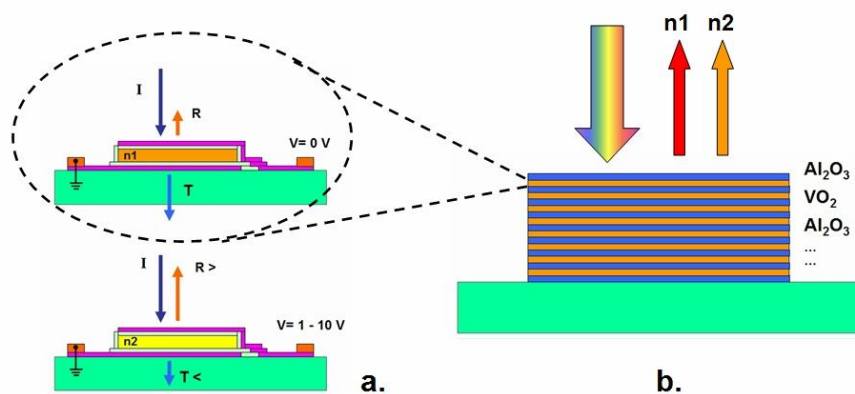 I
R
V= 0 V
n1
T
I
R >
V= 1 - 10 V
n2
T <
a.
n1 n2
Al₂O₃
VO₂
Al₂O₃
...
...
b.